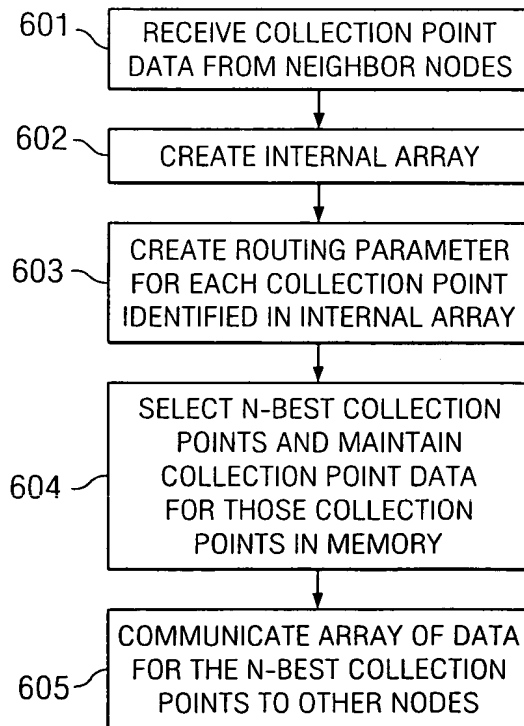 601
RECEIVE COLLECTION POINT
DATA FROM NEIGHBOR NODES
602
CREATE INTERNAL ARRAY
603
CREATE ROUTING PARAMETER
FOR EACH COLLECTION POINT
IDENTIFIED IN INTERNAL ARRAY
604
SELECT N-BEST COLLECTION
POINTS AND MAINTAIN
COLLECTION POINT DATA
FOR THOSE COLLECTION
POINTS IN MEMORY
605
COMMUNICATE ARRAY OF DATA
FOR THE N-BEST COLLECTION
POINTS TO OTHER NODES